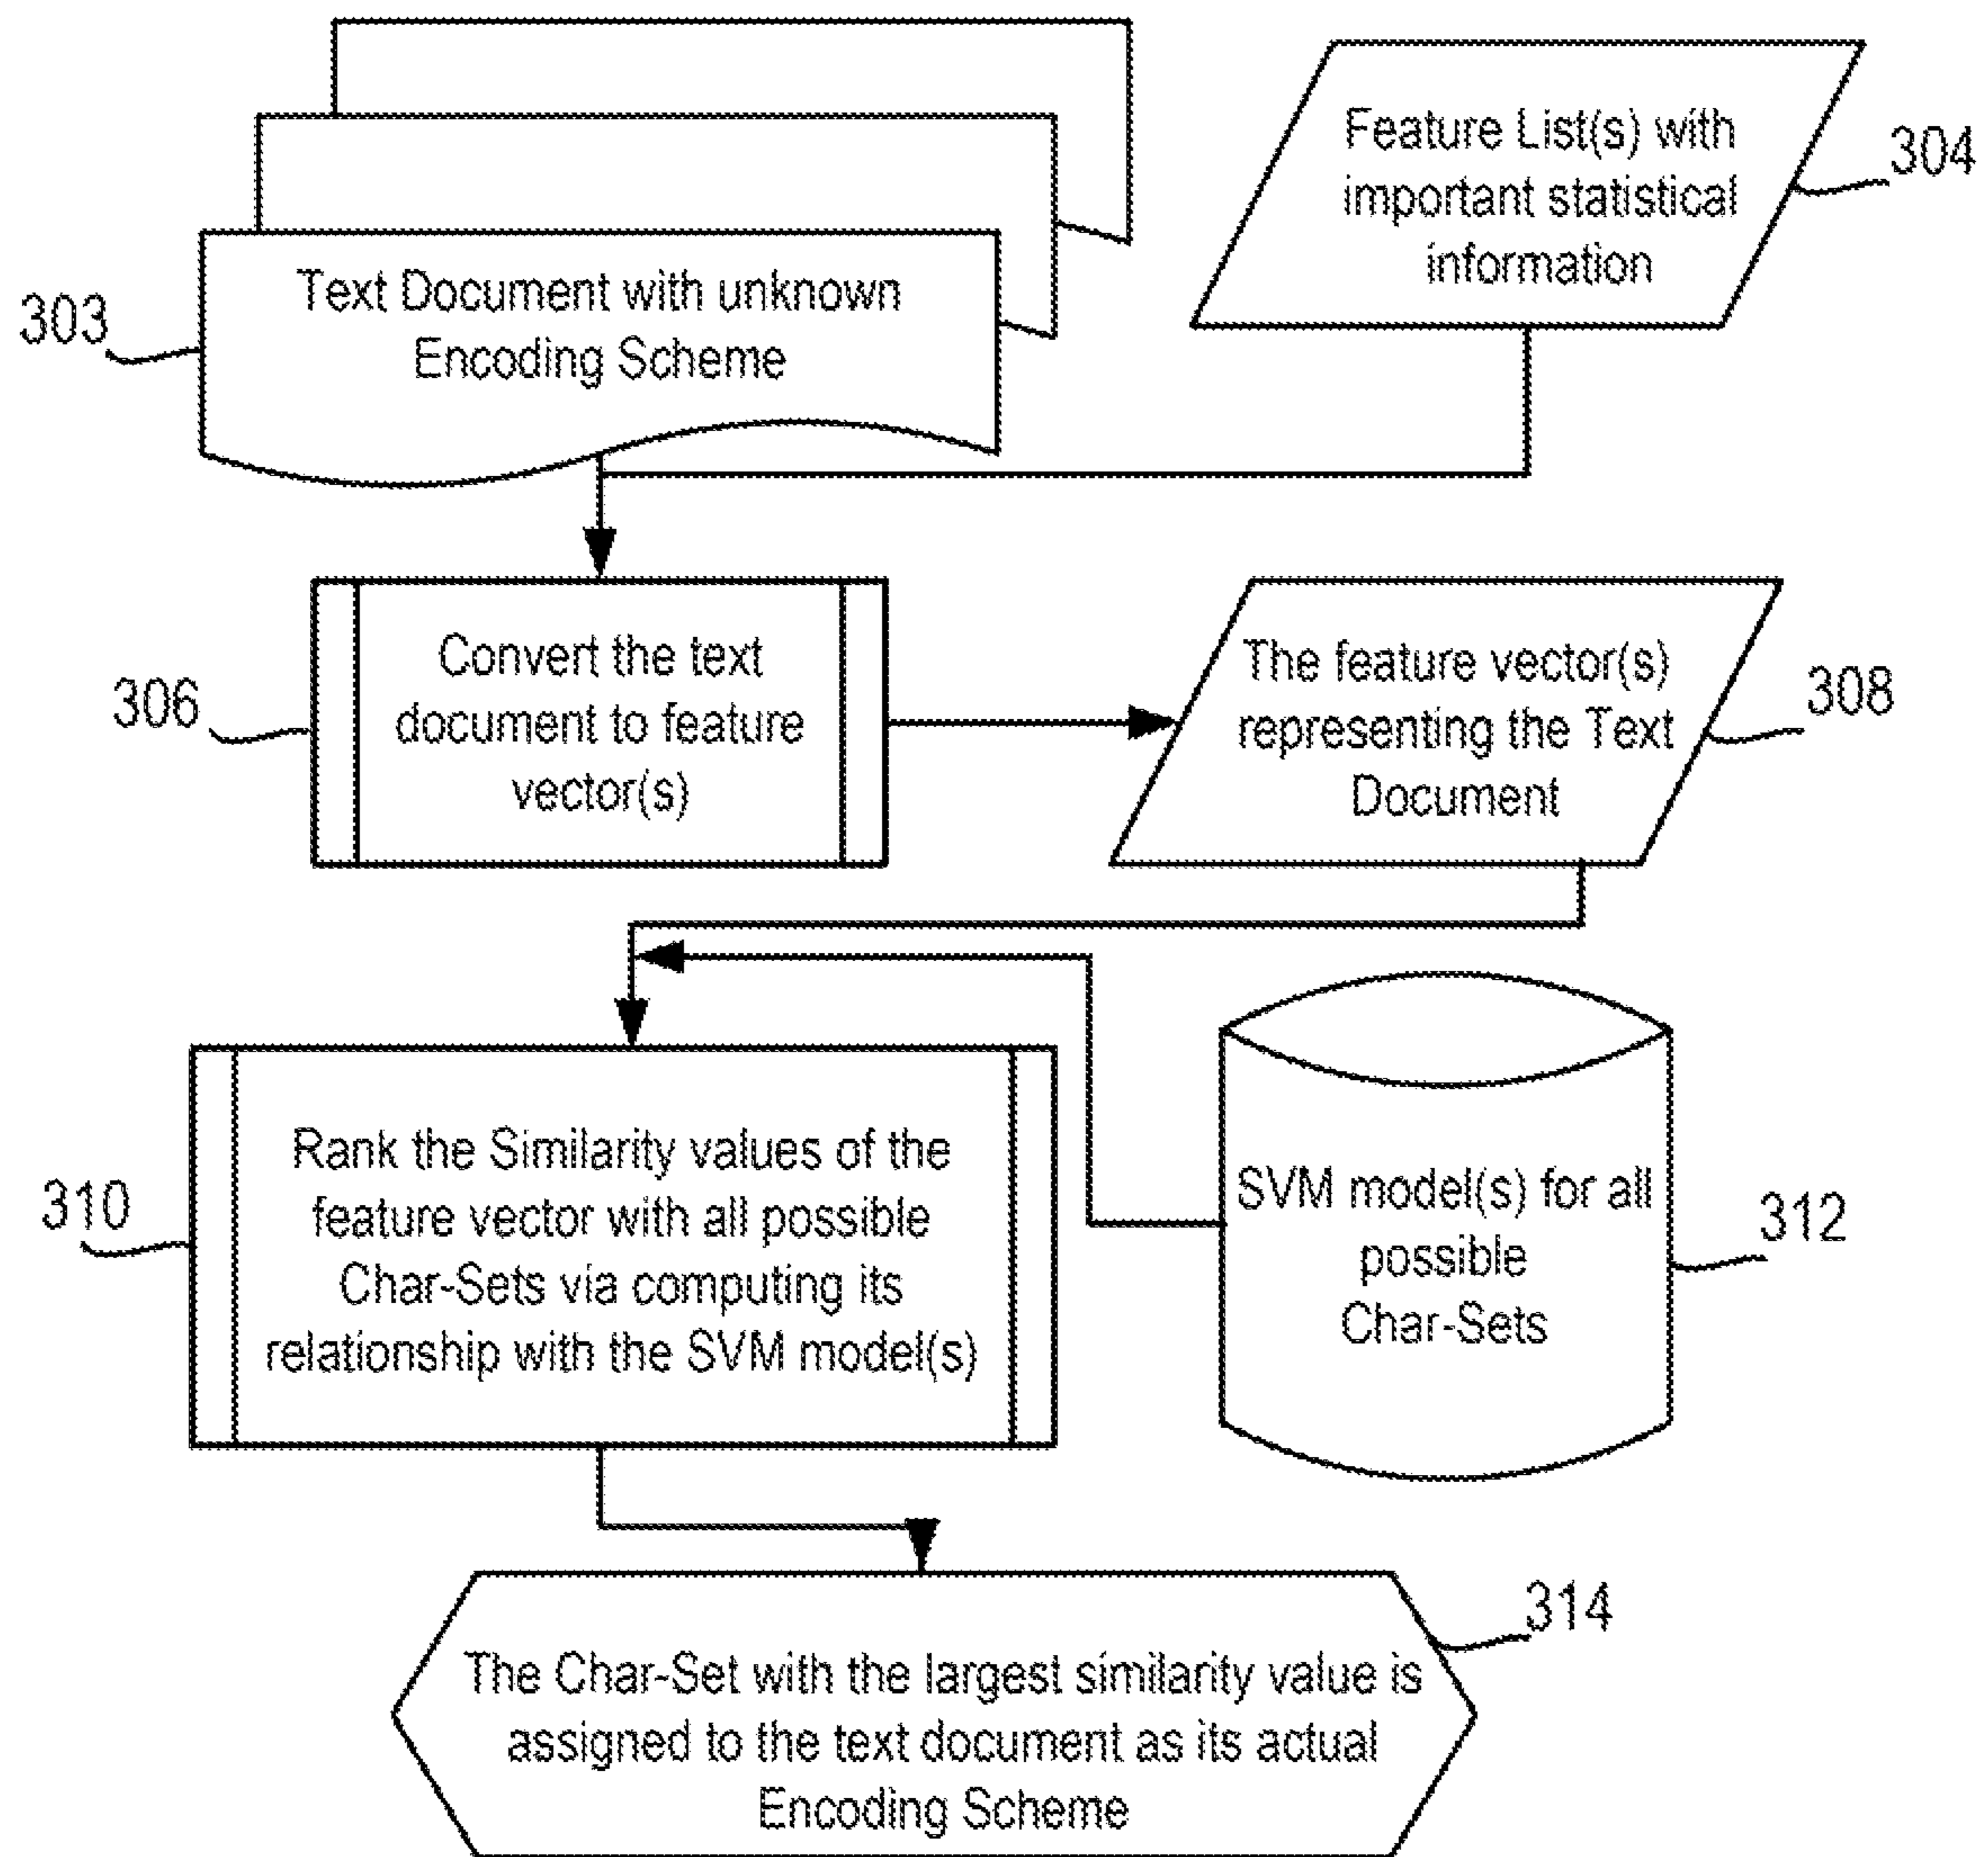 Feature List(s) with
important statistical
information
304
Text Document with unknown
Encoding Scheme
303
Convert the text
document to feature
vector(s)
306
The feature vector(s)
representing the Text
Document
308
Rank the Similarity values of the
feature vector with all possible
Char-Sets via computing its
relationship with the SVM model(s)
310
SVM model(s) for all
possible
Char-Sets
312
314
The Char-Set with the largest similarity value is
assigned to the text document as its actual
Encoding Scheme